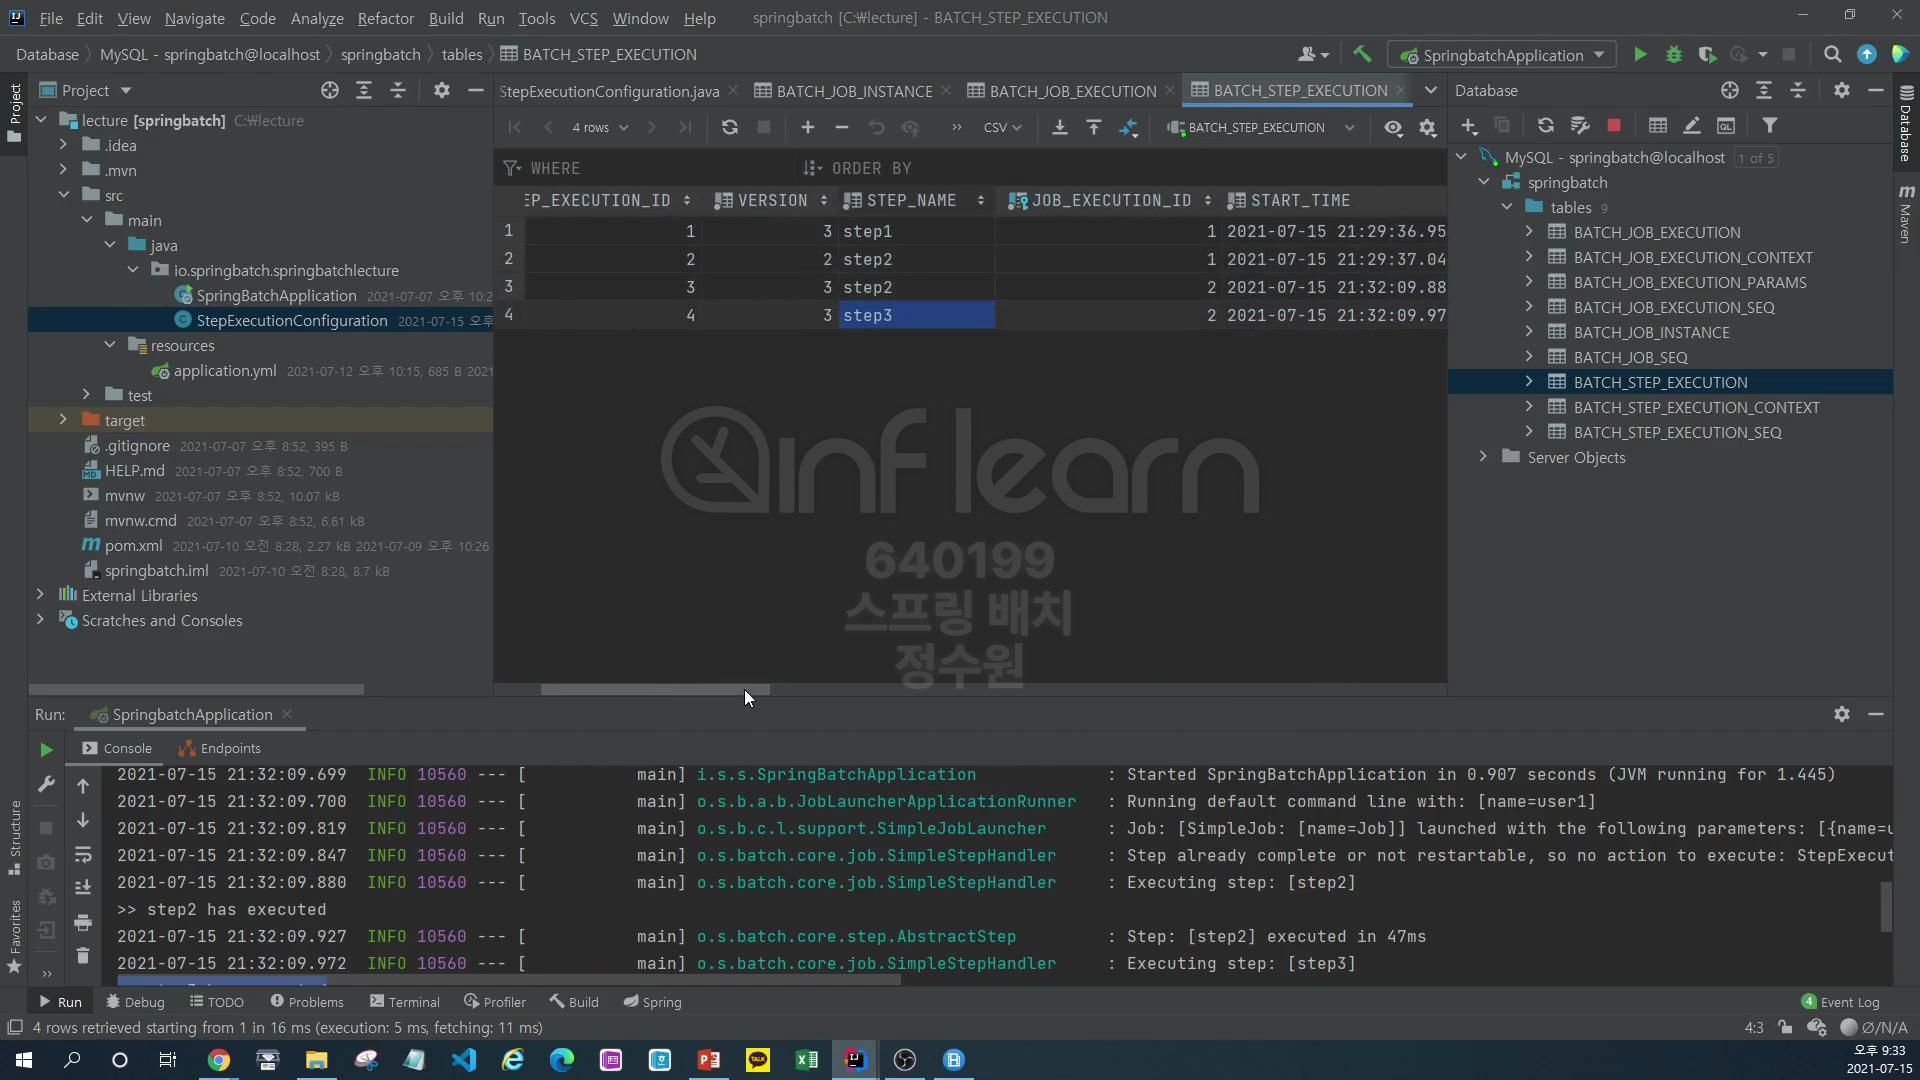 File Edit View Navigate Code Analyze Refactor Build Run Tools VCS Window Help springbatch [C:₩lecture] - BATCH_STEP_EXECUTION
Database MySQL - springbatch@localhost springbatch tables BATCH_STEP_EXECUTION SpringbatchApplication
Project
StepExecutionConfiguration.java BATCH_JOB_INSTANCE BATCH_JOB_EXECUTION BATCH_STEP_EXECUTION
Database
4 rows CSV BATCH_STEP_EXECUTION
WHERE ORDER BY
EP_EXECUTION_ID VERSION STEP_NAME JOB_EXECUTION_ID START_TIME
1 1 3 step1 1 2021-07-15 21:29:36.95
2 2 2 step2 1 2021-07-15 21:29:37.04
3 3 3 step2 2 2021-07-15 21:32:09.88
4 4 3 step3 2 2021-07-15 21:32:09.97
lecture [springbatch] C:₩lecture
.idea
.mvn
src
main
java
io.springbatch.springbatchlecture
SpringBatchApplication 2021-07-07 오후 10:2
StepExecutionConfiguration 2021-07-15 오후
resources
application.yml 2021-07-12 오후 10:15, 685 B 2021
test
target
.gitignore 2021-07-07 오후 8:52, 395 B
HELP.md 2021-07-07 오후 8:52, 700 B
mvnw 2021-07-07 오후 8:52, 10.07 kB
mvnw.cmd 2021-07-07 오후 8:52, 6.61 kB
pom.xml 2021-07-10 오전 8:28, 2.27 kB 2021-07-09 오후 10:26
springbatch.iml 2021-07-10 오전 8:28, 8.7 kB
External Libraries
Scratches and Consoles
inflearn
640199
스프링 배치
정수원
MySQL - springbatch@localhost 1 of 5
springbatch
tables 9
BATCH_JOB_EXECUTION
BATCH_JOB_EXECUTION_CONTEXT
BATCH_JOB_EXECUTION_PARAMS
BATCH_JOB_EXECUTION_SEQ
BATCH_JOB_INSTANCE
BATCH_JOB_SEQ
BATCH_STEP_EXECUTION
BATCH_STEP_EXECUTION_CONTEXT
BATCH_STEP_EXECUTION_SEQ
Server Objects
Project
Structure
Favorites
Database
Maven
Run: SpringbatchApplication
Console Endpoints
2021-07-15 21:32:09.699 INFO 10560 --- [ main] i.s.s.SpringBatchApplication : Started SpringBatchApplication in 0.907 seconds (JVM running for 1.445)
2021-07-15 21:32:09.700 INFO 10560 --- [ main] o.s.b.a.b.JobLauncherApplicationRunner : Running default command line with: [name=user1]
2021-07-15 21:32:09.819 INFO 10560 --- [ main] o.s.b.c.l.support.SimpleJobLauncher : Job: [SimpleJob: [name=Job]] launched with the following parameters: [{name=u
2021-07-15 21:32:09.847 INFO 10560 --- [ main] o.s.batch.core.job.SimpleStepHandler : Step already complete or not restartable, so no action to execute: StepExecut
2021-07-15 21:32:09.880 INFO 10560 --- [ main] o.s.batch.core.job.SimpleStepHandler : Executing step: [step2]
>> step2 has executed
2021-07-15 21:32:09.927 INFO 10560 --- [ main] o.s.batch.core.step.AbstractStep : Step: [step2] executed in 47ms
2021-07-15 21:32:09.972 INFO 10560 --- [ main] o.s.batch.core.job.SimpleStepHandler : Executing step: [step3]
Run Debug TODO Problems Terminal Profiler Build Spring 4 Event Log
4 rows retrieved starting from 1 in 16 ms (execution: 5 ms, fetching: 11 ms) 4:3 Ø/N/A
오후 9:33
2021-07-15